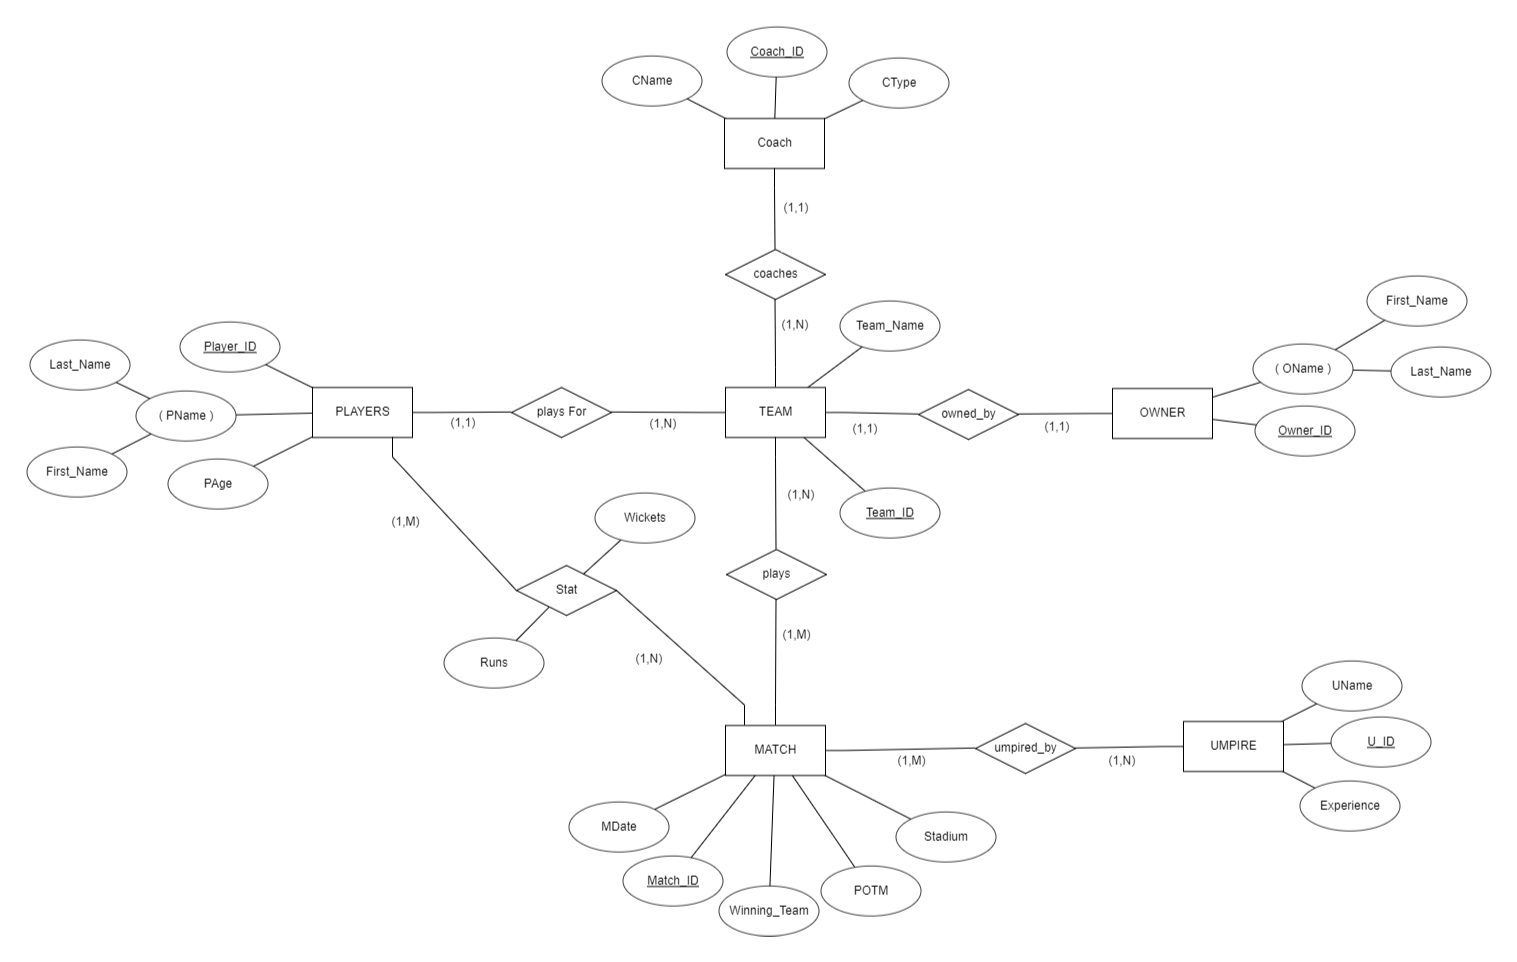 Coach_ID
CName
CType
Coach
(1,1)
coaches
(1,N)
First_Name
Team_Name
Player_ID
Last_Name
( OName )
Last_Name
( PName )
PLAYERS
plays For
TEAM
owned_by
OWNER
(1,1)
(1,N)
(1,1)
(1,1)
Owner_ID
First_Name
PAge
(1,N)
Team_ID
(1,M)
Wickets
plays
Stat
(1,M)
Runs
(1,N)
UName
MATCH
umpired_by
UMPIRE
U_ID
(1,M)
(1,N)
Experience
MDate
Stadium
Match_ID
POTM
Winning_Team